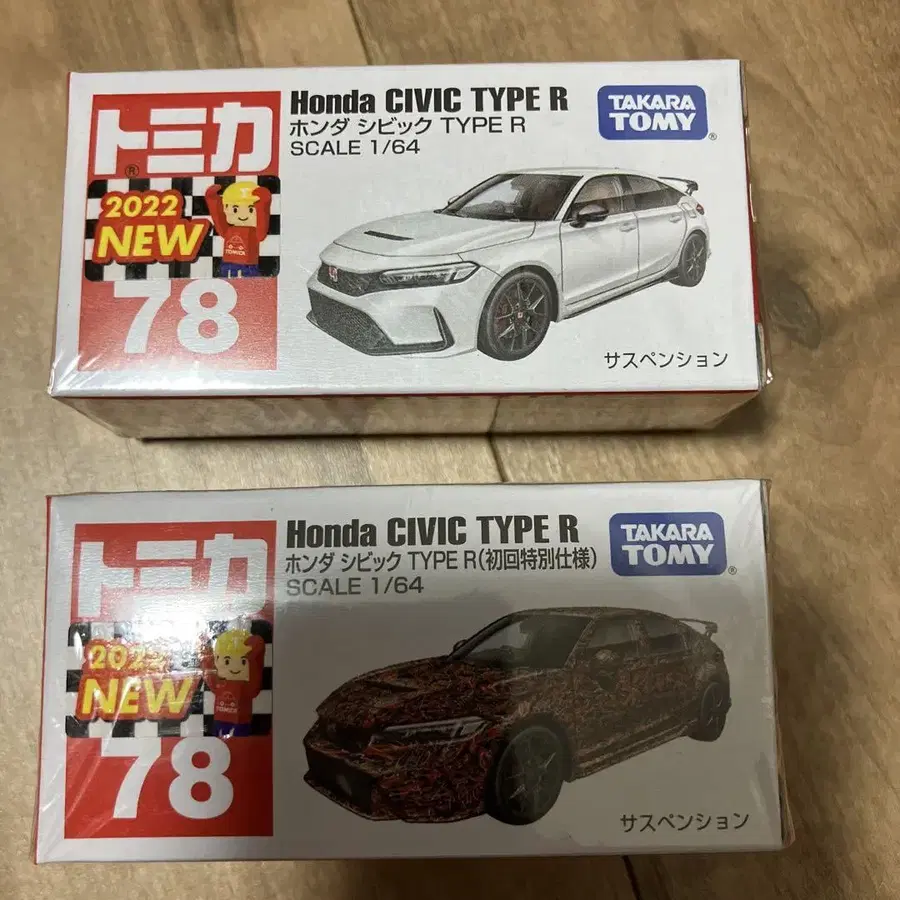 トミカ®
2022
NEW
TOMICA
78
Honda CIVIC TYPE R
ホンダ シビック TYPE R
SCALE 1/64
TAKARA
TOMY®
サスペンション
トミカ
2022
NEW
TOMICA
78
Honda CIVIC TYPE R
ホンダ シビック TYPE R(初回特別仕様)
SCALE 1/64
TAKARA
TOMY®
サスペンション